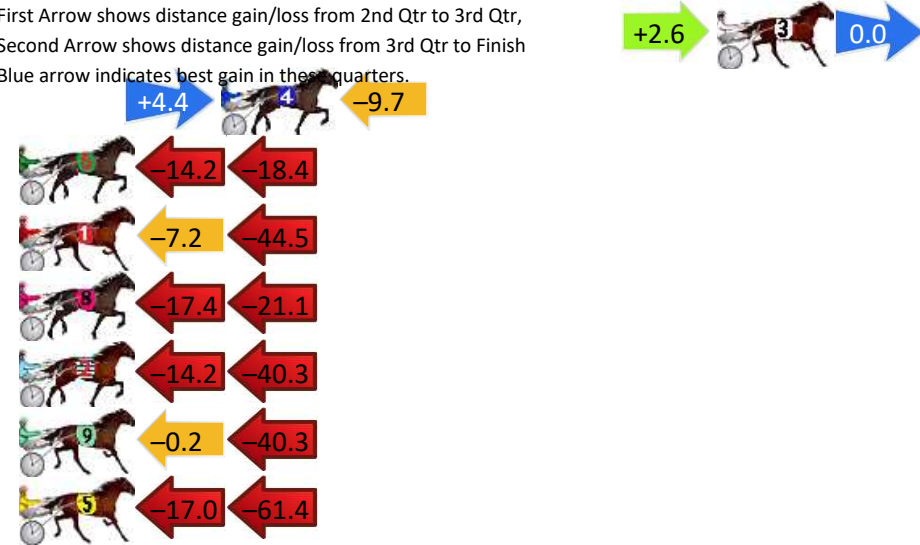 First Arrow shows distance gain/loss from 2nd Qtr to 3rd Qtr,
Second Arrow shows distance gain/loss from 3rd Qtr to Finish
Blue arrow indicates best gain in these quarters.
+2.6 3 0.0
+4.4 4 –9.7
–14.2 –18.4
1 –7.2 –44.5
8 –17.4 –21.1
7 –14.2 –40.3
9 –0.2 –40.3
5 –17.0 –61.4